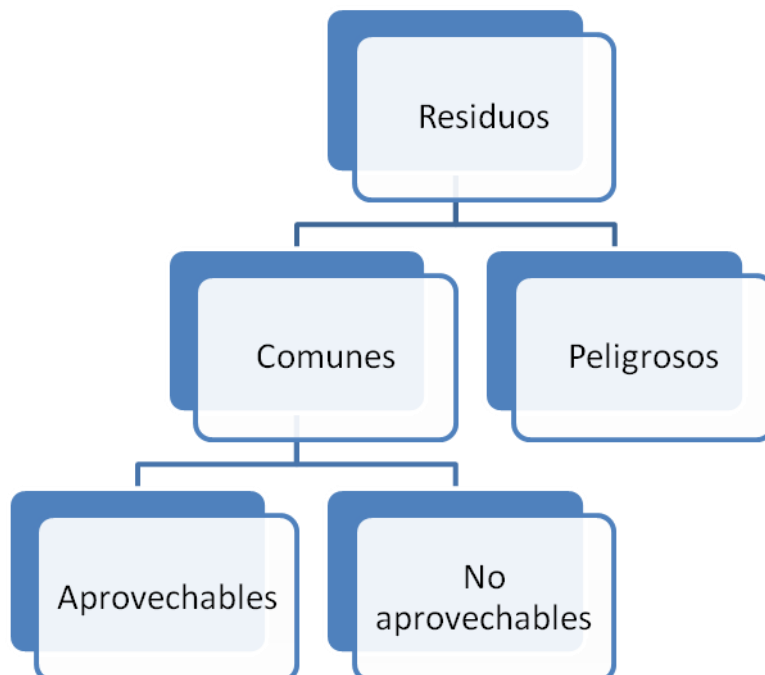 Residuos
Comunes
Peligrosos
Aprovechables
No
aprovechables